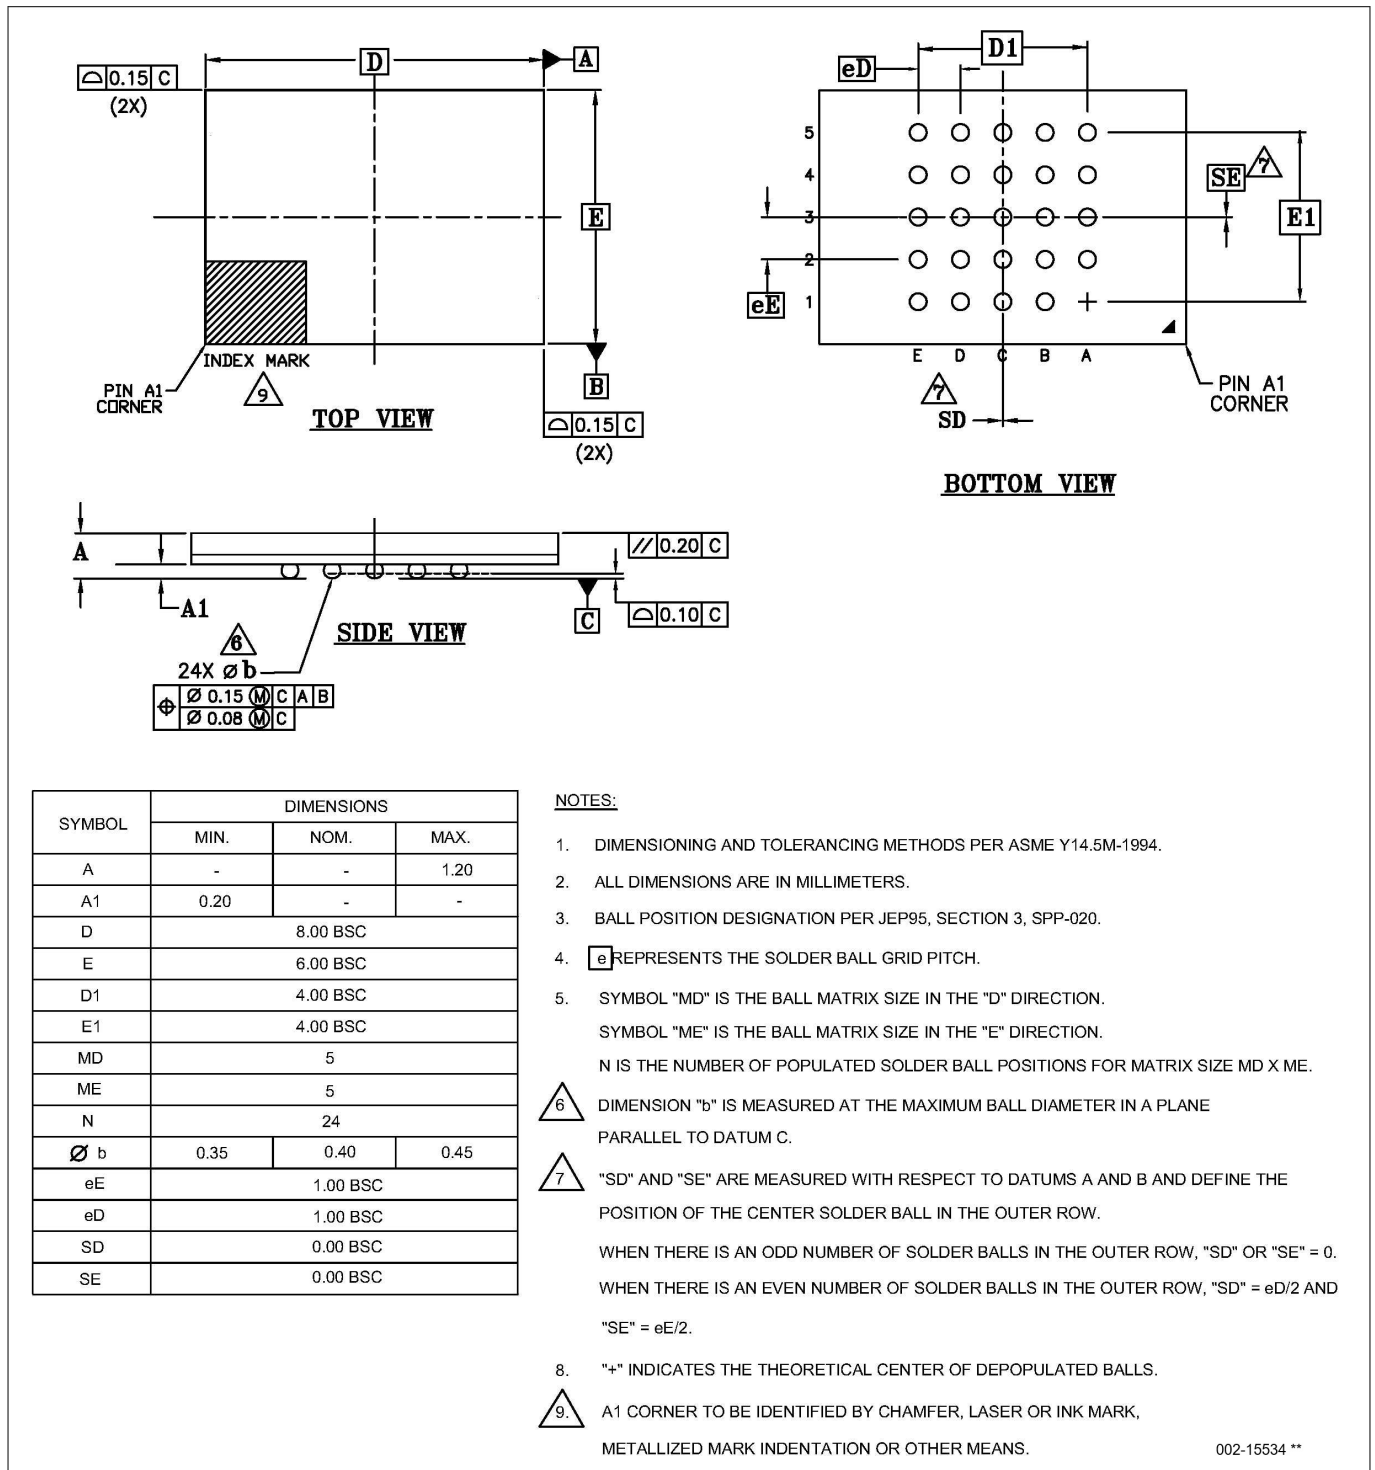 D
A
0.15 C
(2X)
E
INDEX MARK
9
PIN A1
CORNER
B
TOP VIEW
0.15 C
(2X)
D1
eD
5
4
3
2
1
SE
7
E1
eE
E D C B A
7
SD
PIN A1
CORNER
BOTTOM VIEW
A
A1
// 0.20 C
0.10 C
C
SIDE VIEW
6
24X Ø b
Ø 0.15 Ⓜ C A B
Ø 0.08 Ⓜ C
SYMBOL DIMENSIONS
MIN. NOM. MAX.
A - - 1.20
A1 0.20 - -
D 8.00 BSC
E 6.00 BSC
D1 4.00 BSC
E1 4.00 BSC
MD 5
ME 5
N 24
Ø b 0.35 0.40 0.45
eE 1.00 BSC
eD 1.00 BSC
SD 0.00 BSC
SE 0.00 BSC
NOTES:
1. DIMENSIONING AND TOLERANCING METHODS PER ASME Y14.5M-1994.
2. ALL DIMENSIONS ARE IN MILLIMETERS.
3. BALL POSITION DESIGNATION PER JEP95, SECTION 3, SPP-020.
4. e REPRESENTS THE SOLDER BALL GRID PITCH.
5. SYMBOL "MD" IS THE BALL MATRIX SIZE IN THE "D" DIRECTION.
SYMBOL "ME" IS THE BALL MATRIX SIZE IN THE "E" DIRECTION.
N IS THE NUMBER OF POPULATED SOLDER BALL POSITIONS FOR MATRIX SIZE MD X ME.
6 DIMENSION "b" IS MEASURED AT THE MAXIMUM BALL DIAMETER IN A PLANE
PARALLEL TO DATUM C.
7 "SD" AND "SE" ARE MEASURED WITH RESPECT TO DATUMS A AND B AND DEFINE THE
POSITION OF THE CENTER SOLDER BALL IN THE OUTER ROW.
WHEN THERE IS AN ODD NUMBER OF SOLDER BALLS IN THE OUTER ROW, "SD" OR "SE" = 0.
WHEN THERE IS AN EVEN NUMBER OF SOLDER BALLS IN THE OUTER ROW, "SD" = eD/2 AND
"SE" = eE/2.
8. "+" INDICATES THE THEORETICAL CENTER OF DEPOPULATED BALLS.
9. A1 CORNER TO BE IDENTIFIED BY CHAMFER, LASER OR INK MARK,
METALLIZED MARK INDENTATION OR OTHER MEANS.
002-15534 **